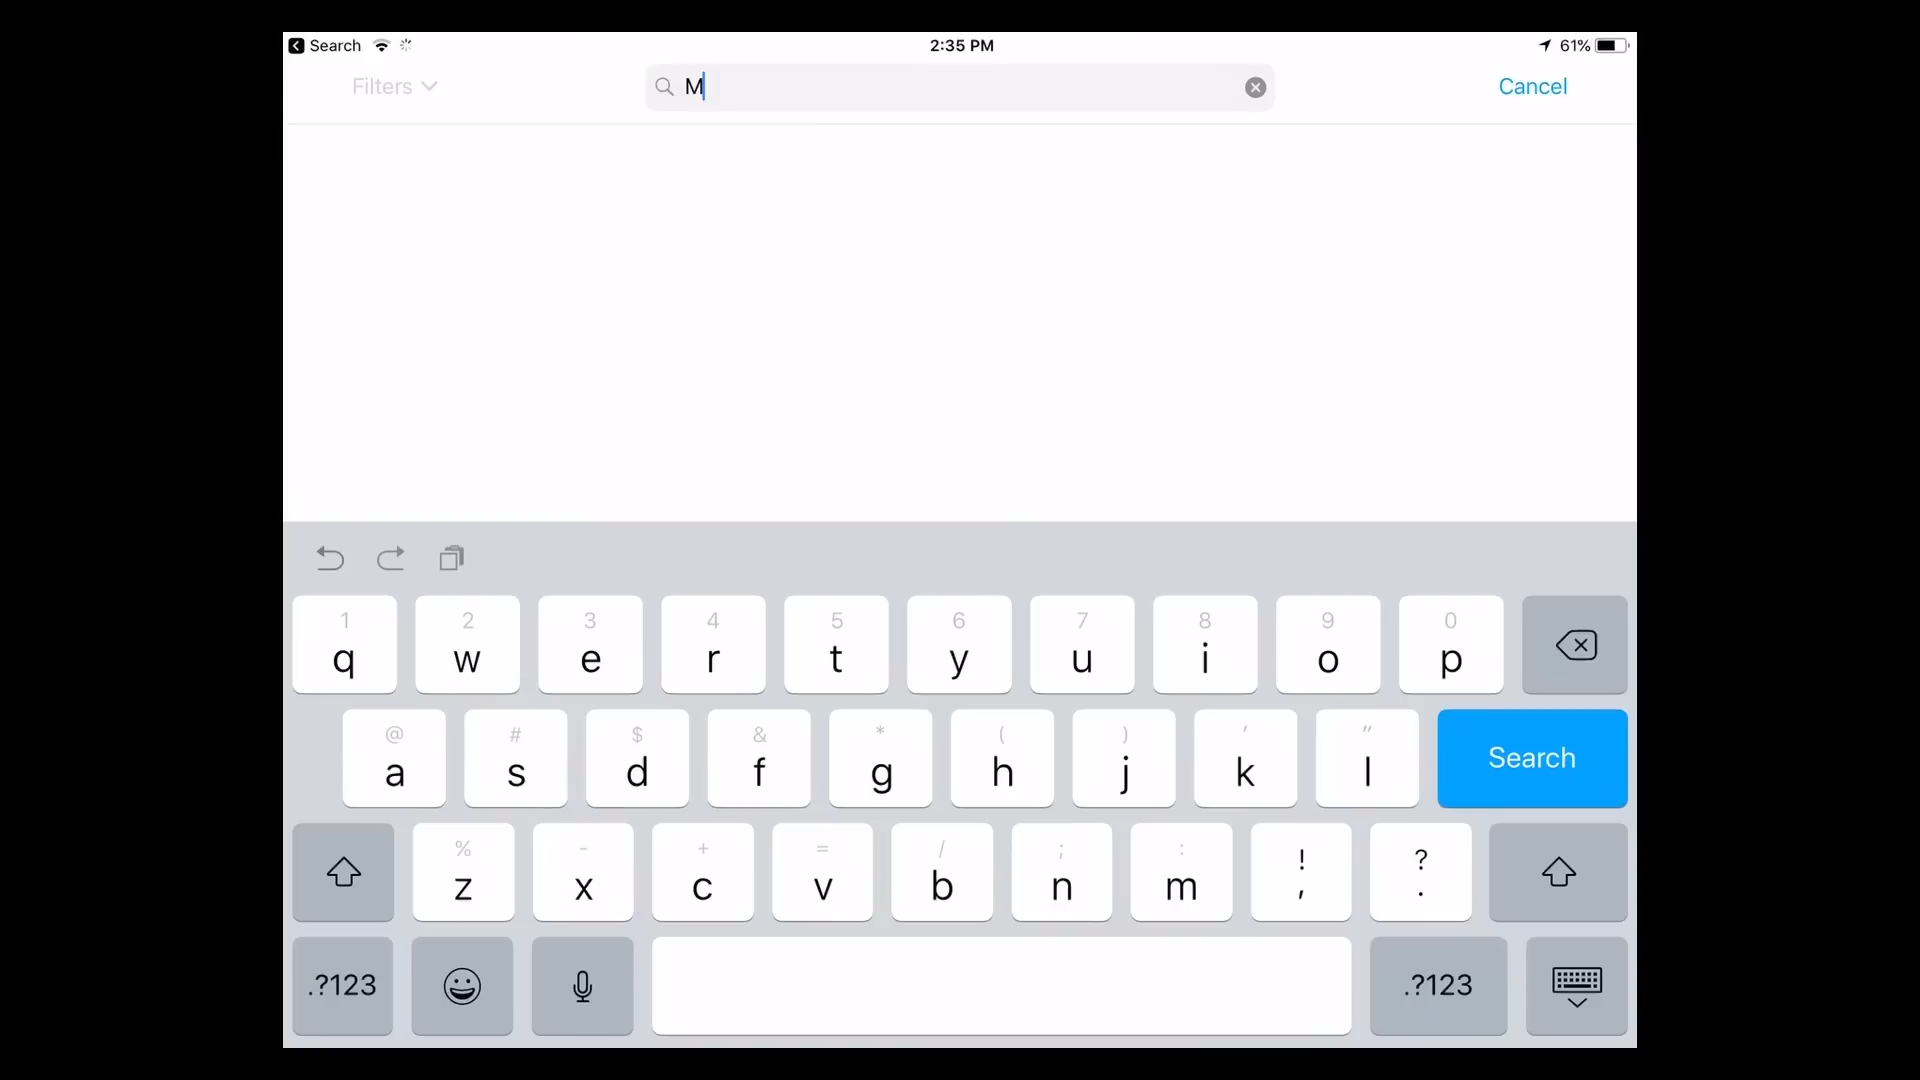 Search 2:35 PM 61%
Filters M Cancel
1 2 3 4 5 6 7 8 9 0
q w e r t y u i o p
@ # $ & * ( ) ' "
a s d f g h j k l Search
% - + = / ; : ! ?
z x c v b n m , .
.?123 .?123